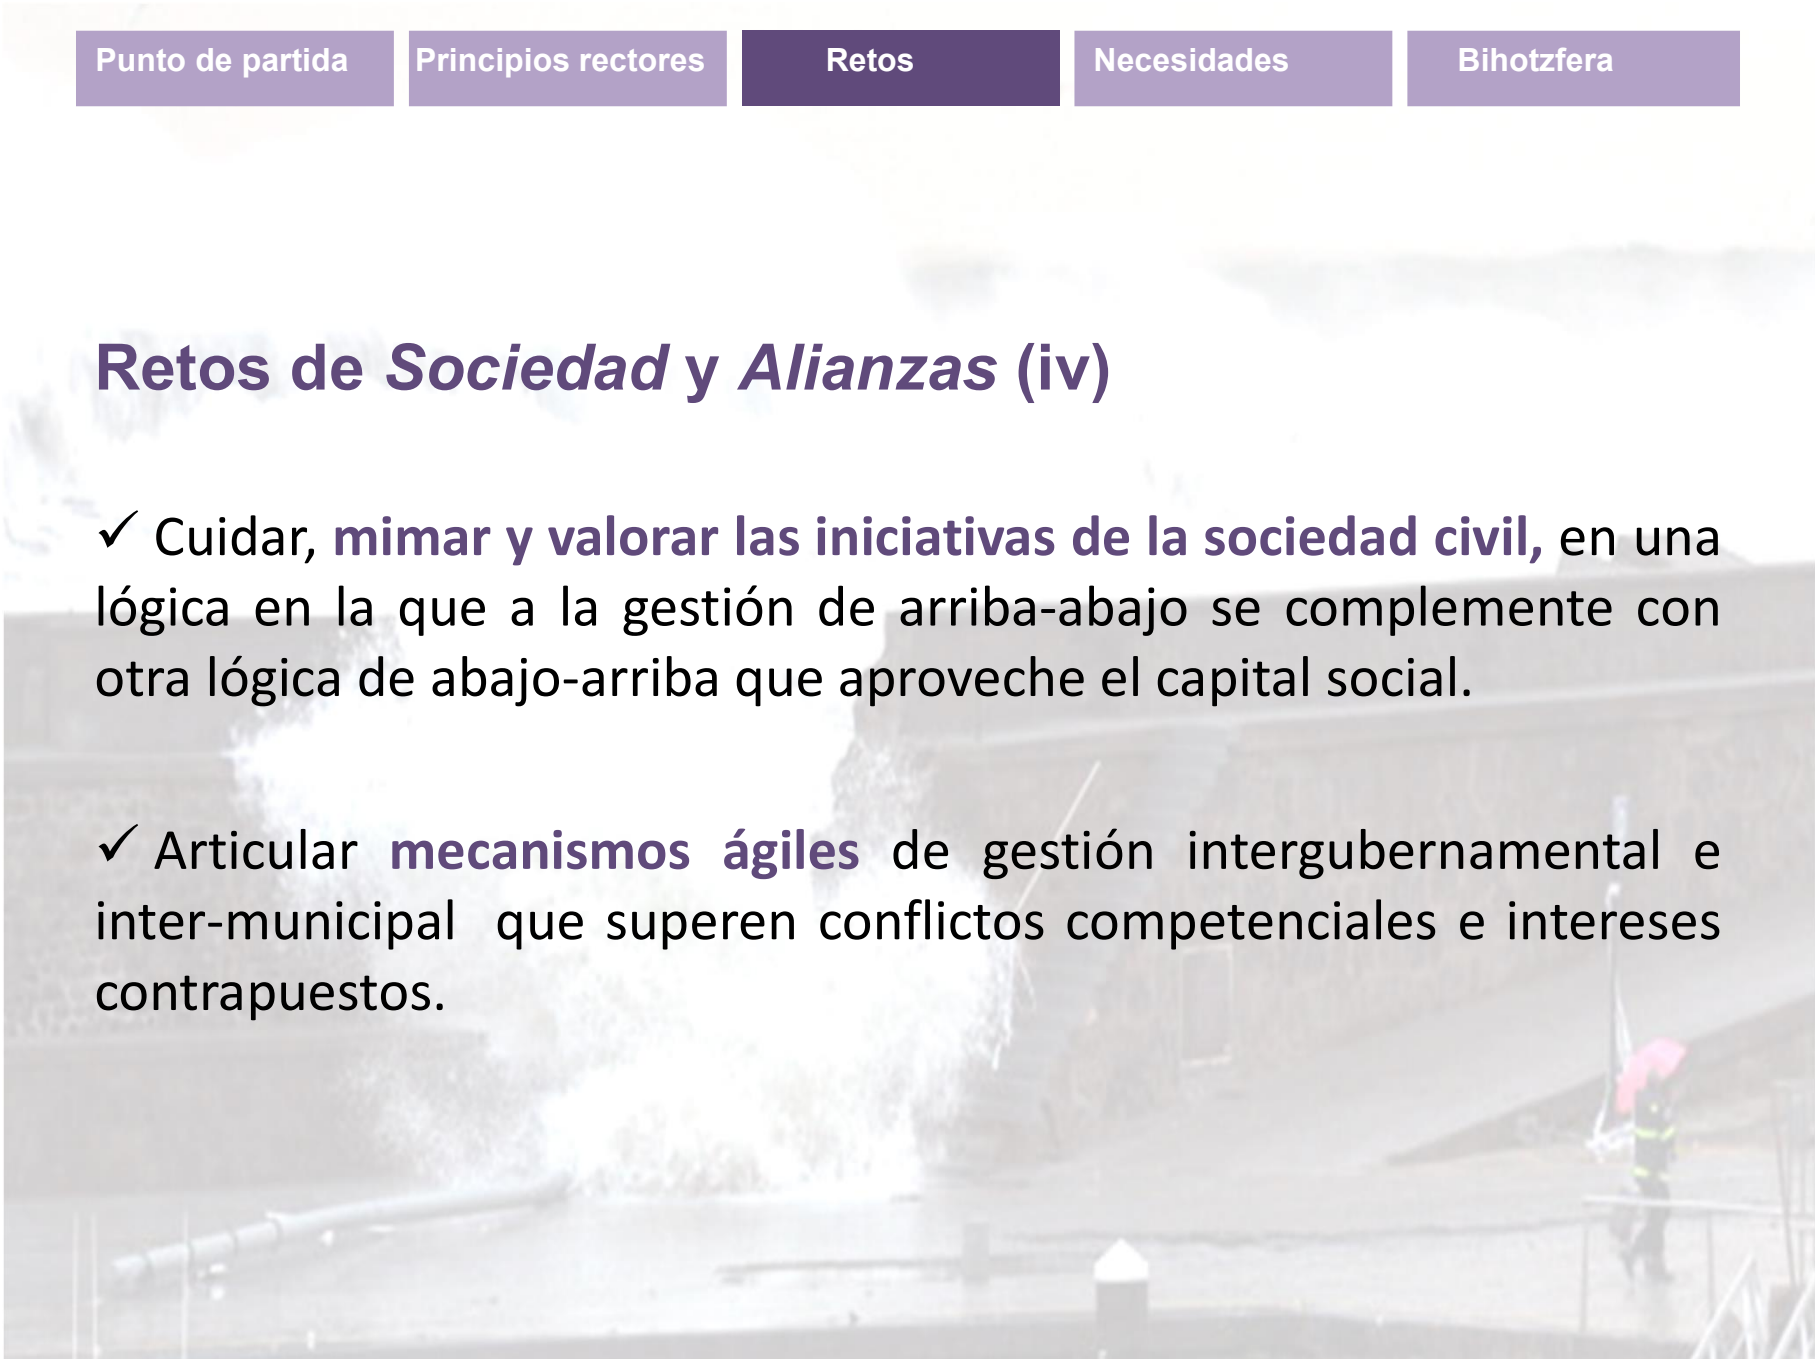 Punto de partida
Principios rectores
Retos
Necesidades
Bihotzfera
Retos de Sociedad y Alianzas (iv)
✓ Cuidar, mimar y valorar las iniciativas de la sociedad civil, en una
lógica en la que a la gestión de arriba-abajo se complemente con
otra lógica de abajo-arriba que aproveche el capital social.
✓ Articular mecanismos ágiles de gestión intergubernamental e
inter-municipal que superen conflictos competenciales e intereses
contrapuestos.